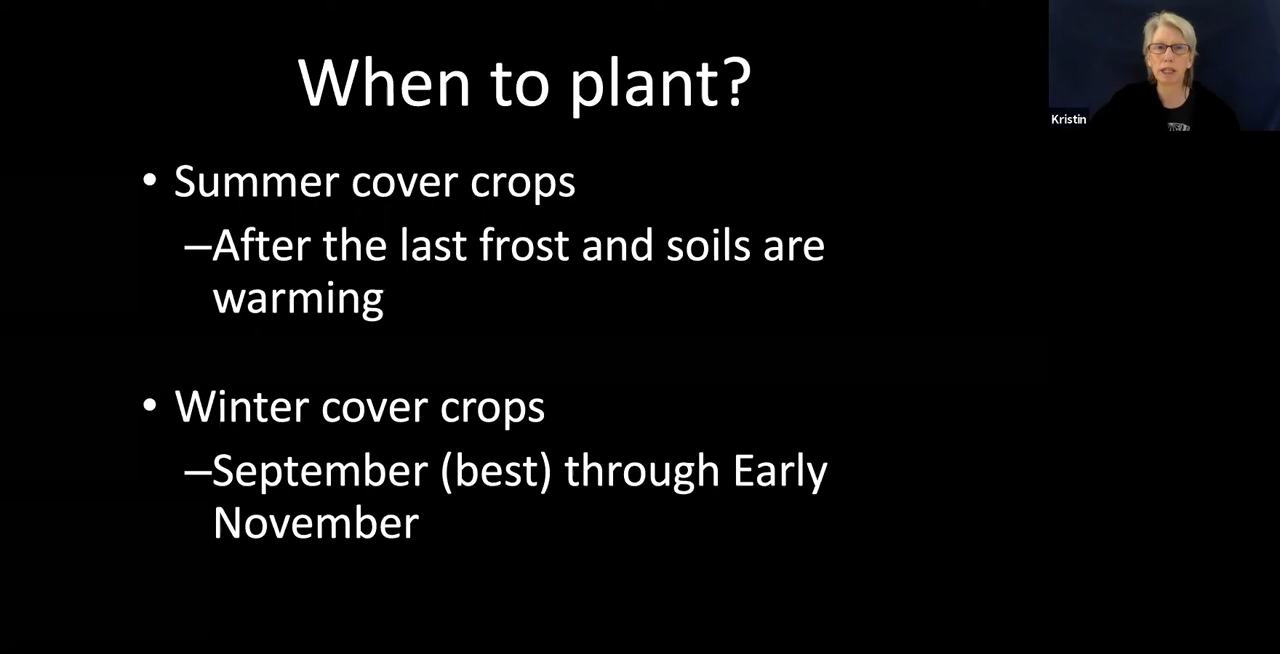 When to plant?
Kristin
• Summer cover crops
–After the last frost and soils are
warming
• Winter cover crops
–September (best) through Early
November